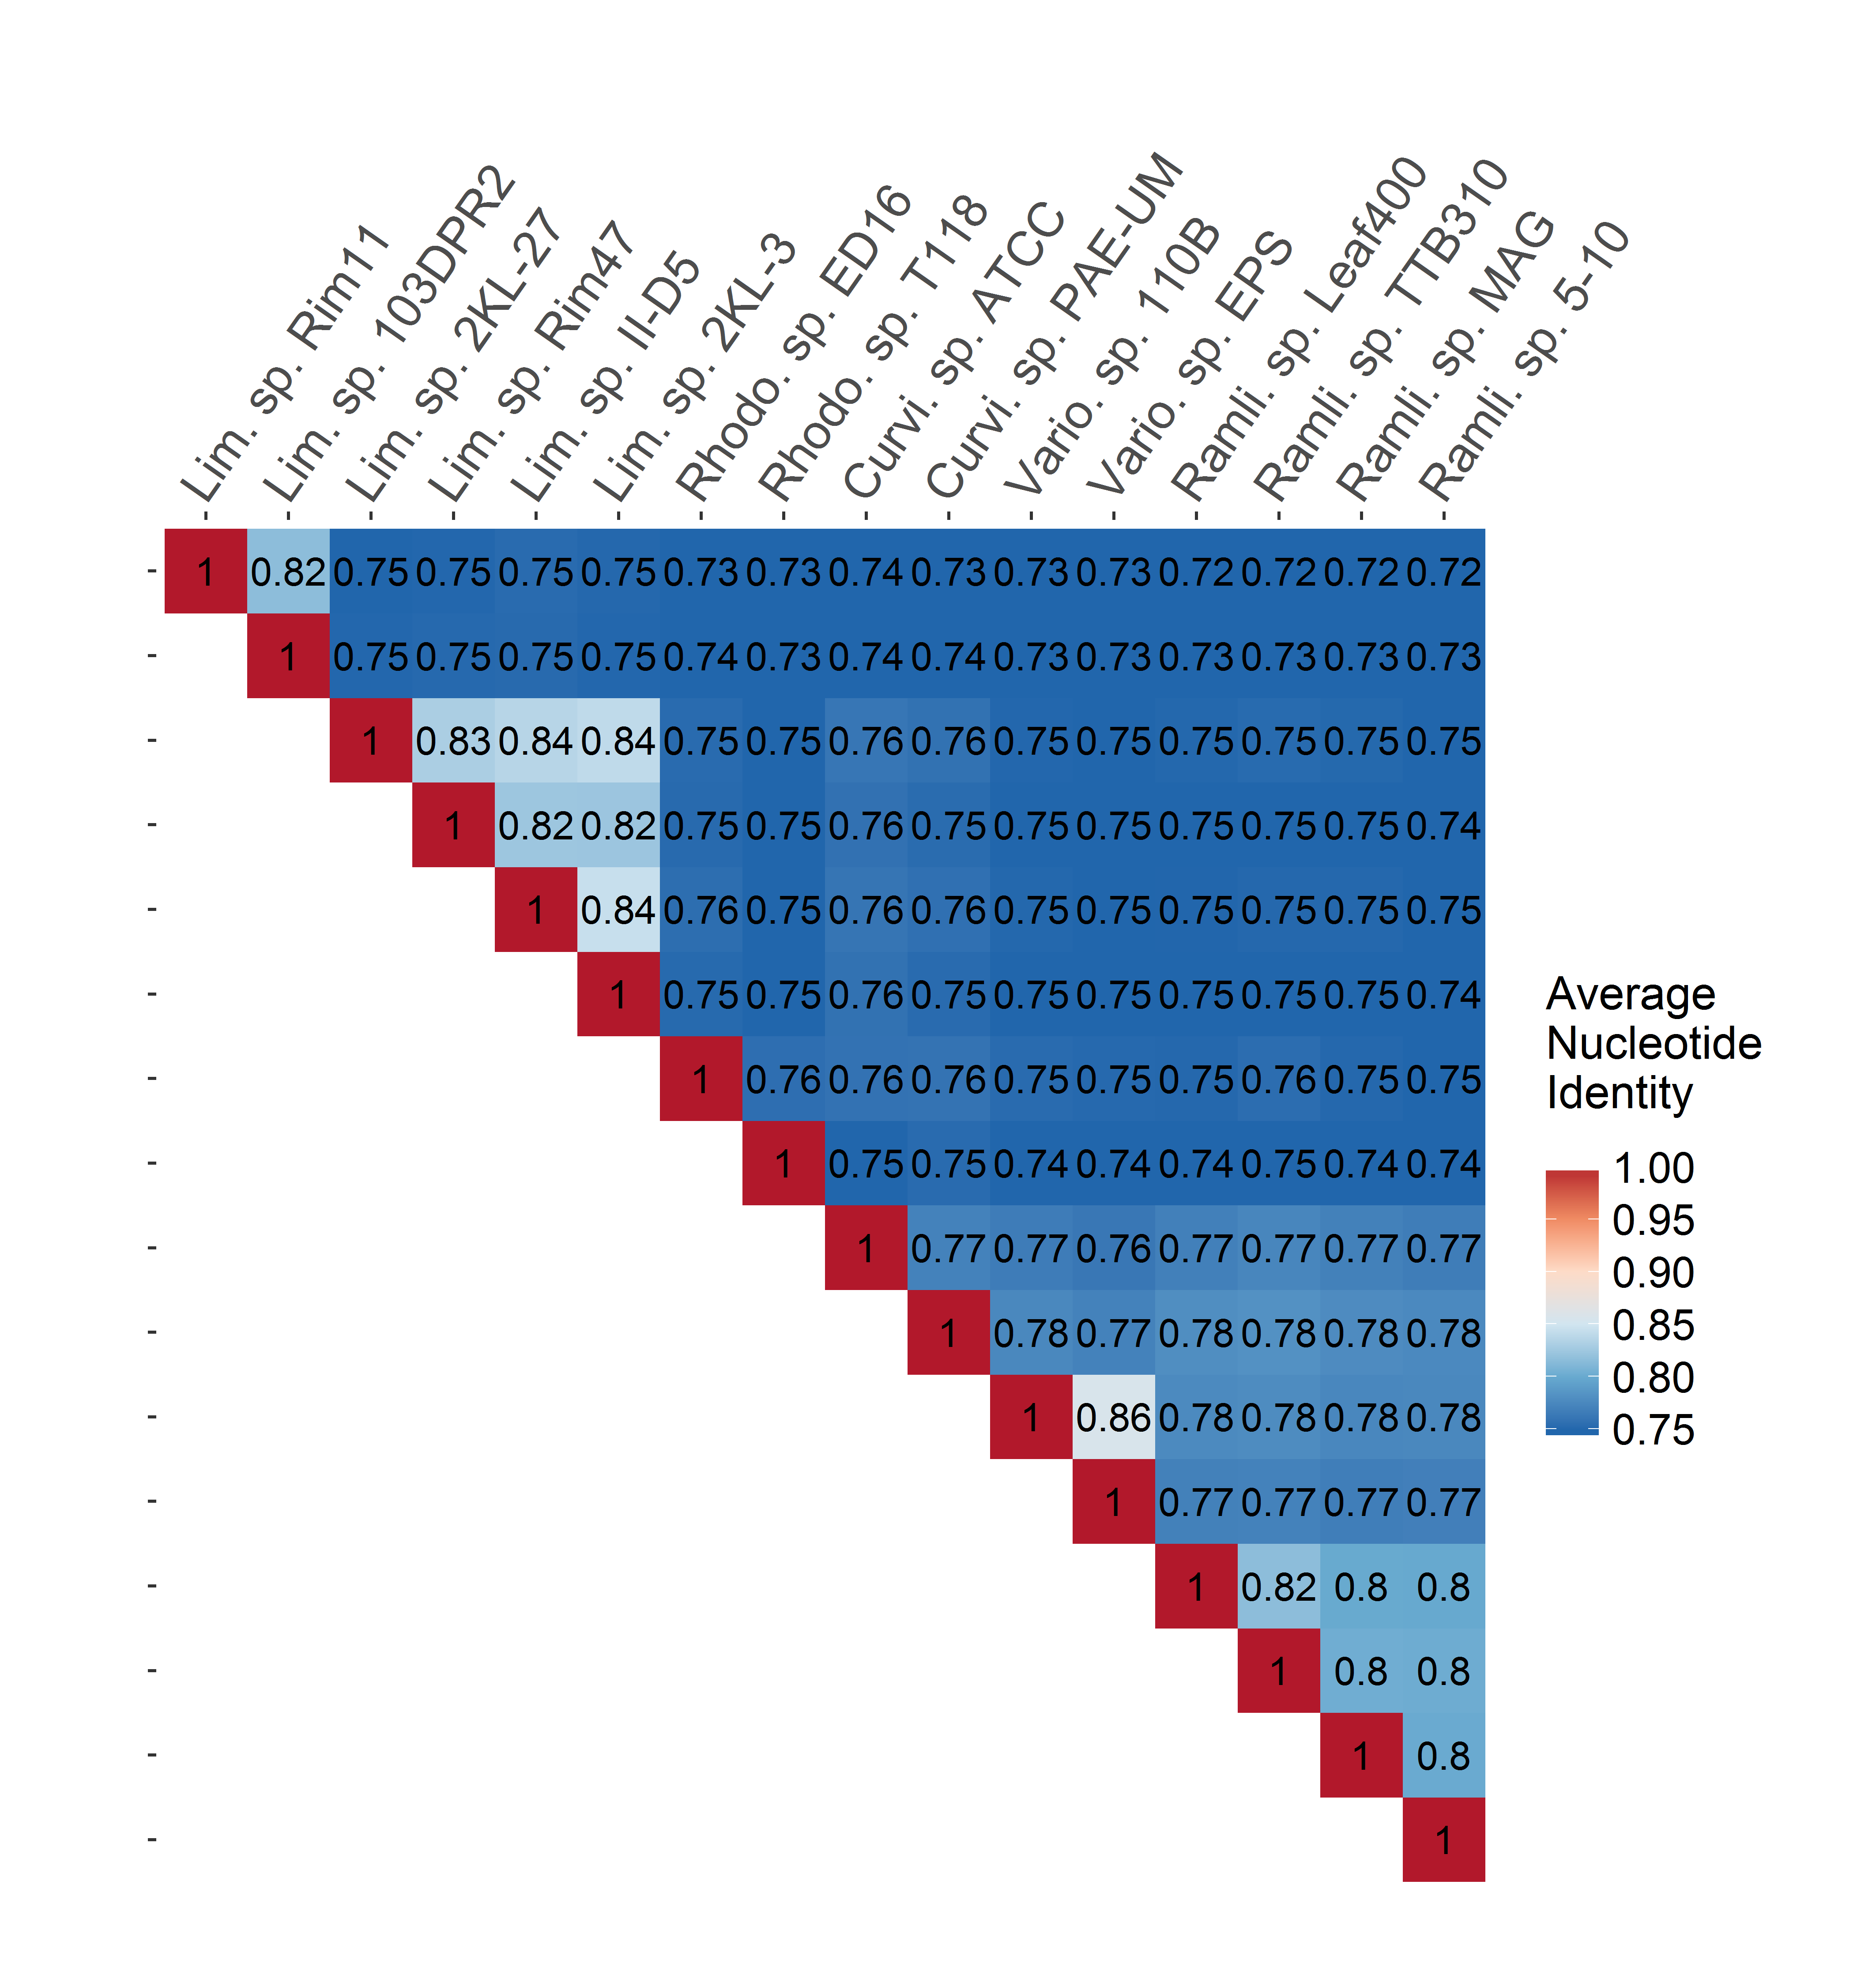 Lim. sp. Rim11
Lim. sp. 103DPR2
Lim. sp. 2KL-27
Lim. sp. Rim47
Lim. sp. II-D5
Lim. sp. 2KL-3
Rhodo. sp. ED16
Rhodo. sp. T118
Curvi. sp. ATCC
Curvi. sp. PAE-UM
Vario. sp. 110B
Vario. sp. EPS
Ramli. sp. Leaf400
Ramli. sp. TTB310
Ramli. sp. MAG
Ramli. sp. 5-10
1 0.82 0.75 0.75 0.75 0.75 0.73 0.73 0.74 0.73 0.73 0.73 0.72 0.72 0.72 0.72
1 0.75 0.75 0.75 0.75 0.74 0.73 0.74 0.74 0.73 0.73 0.73 0.73 0.73 0.73
1 0.83 0.84 0.84 0.75 0.75 0.76 0.76 0.75 0.75 0.75 0.75 0.75 0.75
1 0.82 0.82 0.75 0.75 0.76 0.75 0.75 0.75 0.75 0.75 0.75 0.74
1 0.84 0.76 0.75 0.76 0.76 0.75 0.75 0.75 0.75 0.75 0.75
1 0.75 0.75 0.76 0.75 0.75 0.75 0.75 0.75 0.75 0.74
1 0.76 0.76 0.76 0.75 0.75 0.75 0.76 0.75 0.75
1 0.75 0.75 0.74 0.74 0.74 0.75 0.74 0.74
1 0.77 0.77 0.76 0.77 0.77 0.77 0.77
1 0.78 0.77 0.78 0.78 0.78 0.78
1 0.86 0.78 0.78 0.78 0.78
1 0.77 0.77 0.77 0.77
1 0.82 0.8 0.8
1 0.8 0.8
1 0.8
1
Average
Nucleotide
Identity
1.00
0.95
0.90
0.85
0.80
0.75